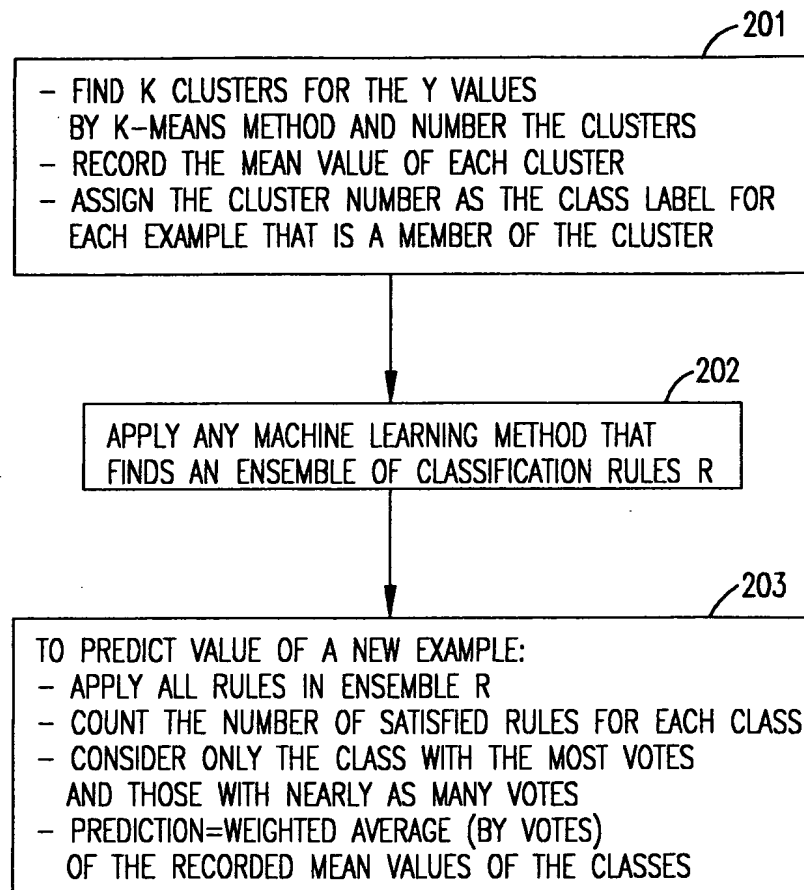 201
- FIND K CLUSTERS FOR THE Y VALUES
BY K-MEANS METHOD AND NUMBER THE CLUSTERS
- RECORD THE MEAN VALUE OF EACH CLUSTER
- ASSIGN THE CLUSTER NUMBER AS THE CLASS LABEL FOR
EACH EXAMPLE THAT IS A MEMBER OF THE CLUSTER
202
APPLY ANY MACHINE LEARNING METHOD THAT
FINDS AN ENSEMBLE OF CLASSIFICATION RULES R
203
TO PREDICT VALUE OF A NEW EXAMPLE:
- APPLY ALL RULES IN ENSEMBLE R
- COUNT THE NUMBER OF SATISFIED RULES FOR EACH CLASS
- CONSIDER ONLY THE CLASS WITH THE MOST VOTES
AND THOSE WITH NEARLY AS MANY VOTES
- PREDICTION=WEIGHTED AVERAGE (BY VOTES)
OF THE RECORDED MEAN VALUES OF THE CLASSES